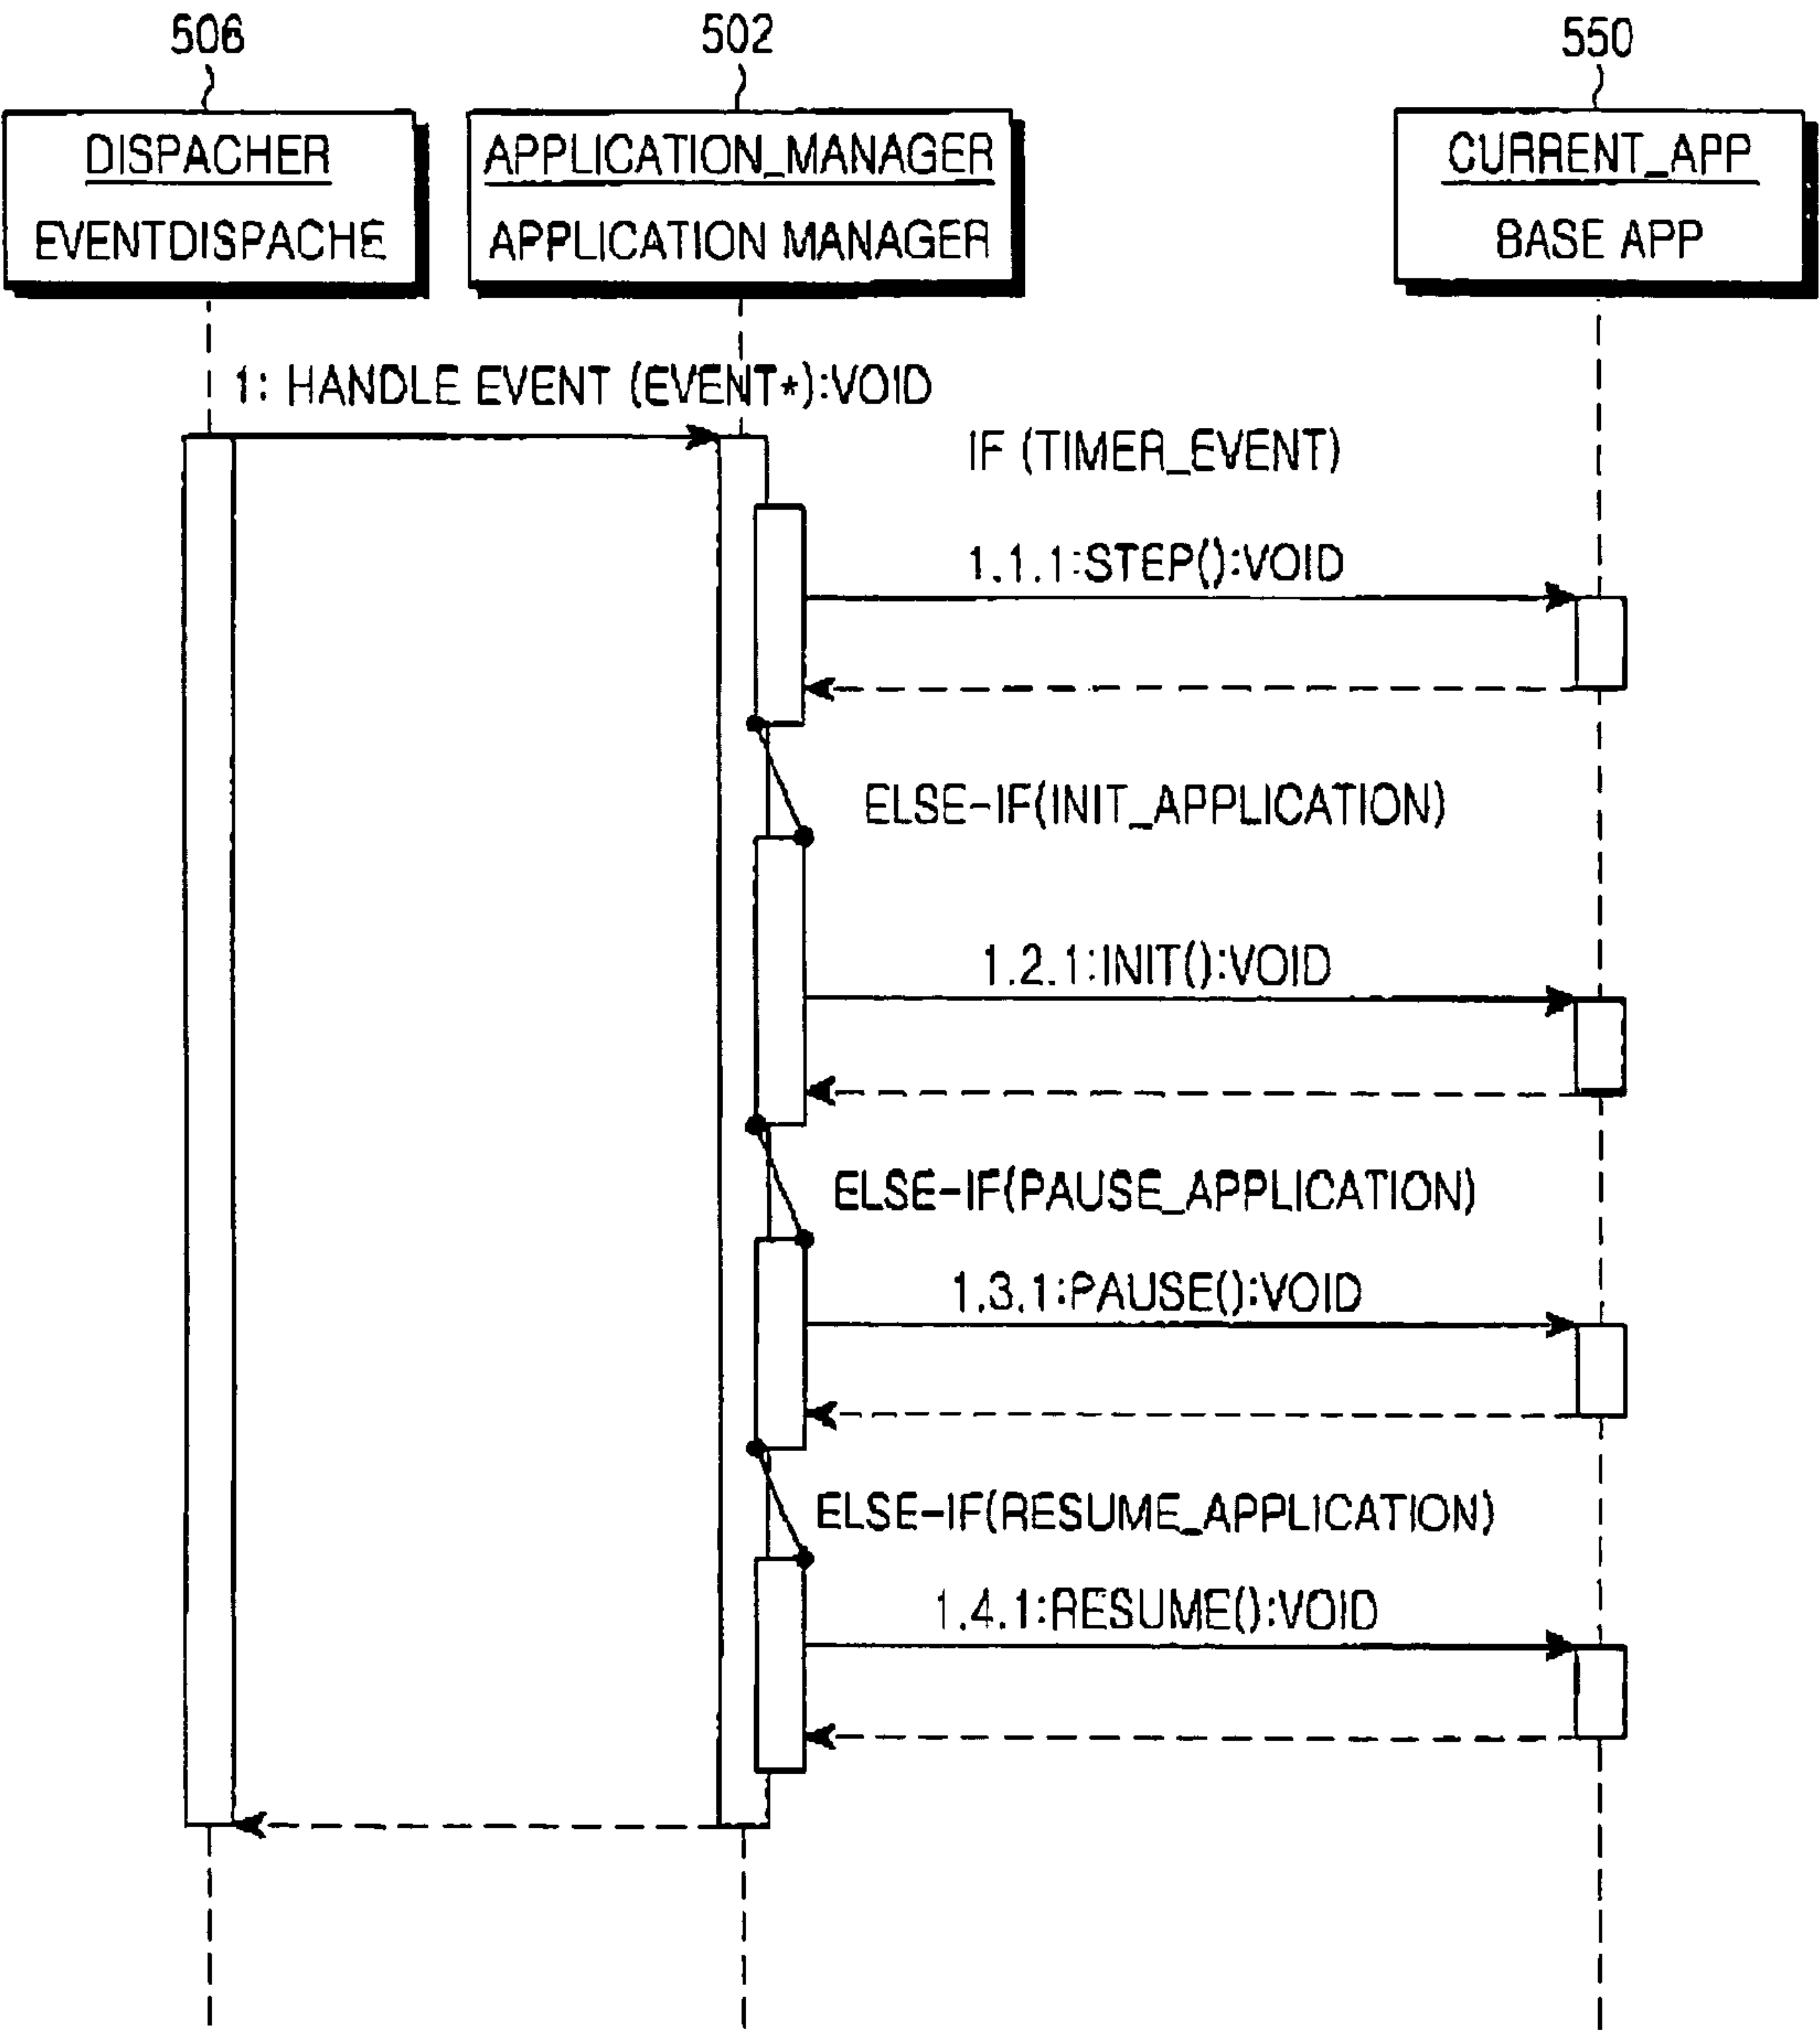 506
502
550
DISPACHER
EVENTDISPACHE
APPLICATION_MANAGER
APPLICATION MANAGER
CURRENT_APP
BASE APP
1: HANDLE EVENT (EVENT*):VOID
IF (TIMER_EVENT)
1.1.1:STEP():VOID
ELSE-IF(INIT_APPLICATION)
1.2.1:INIT():VOID
ELSE-IF(PAUSE_APPLICATION)
1.3.1:PAUSE():VOID
ELSE-IF(RESUME_APPLICATION)
1.4.1:RESUME():VOID